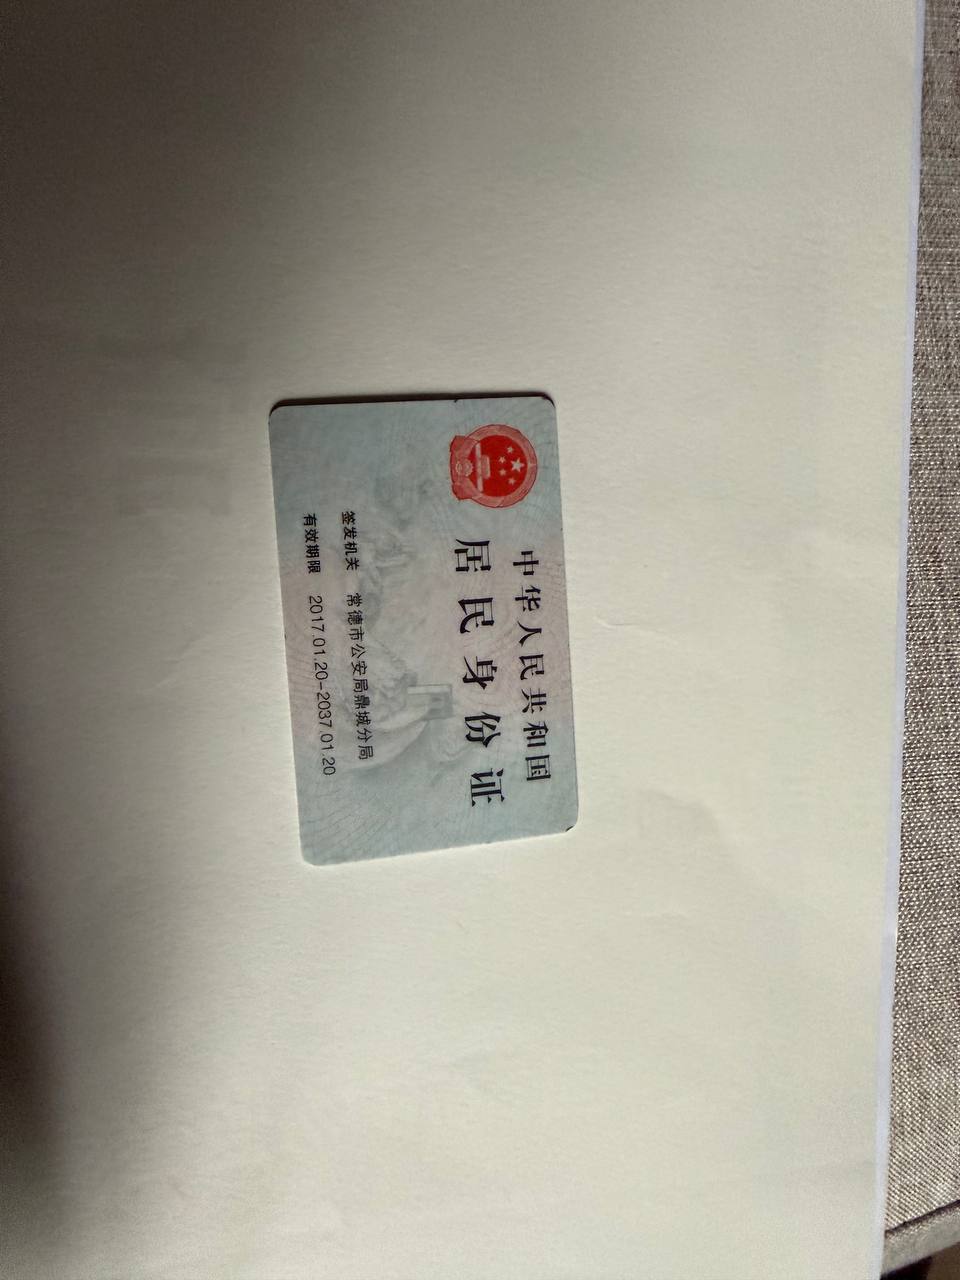 中华人民共和国
居民身份证
签发机关 常德市公安局鼎城分局
有效期限 2017.01.20-2037.01.20